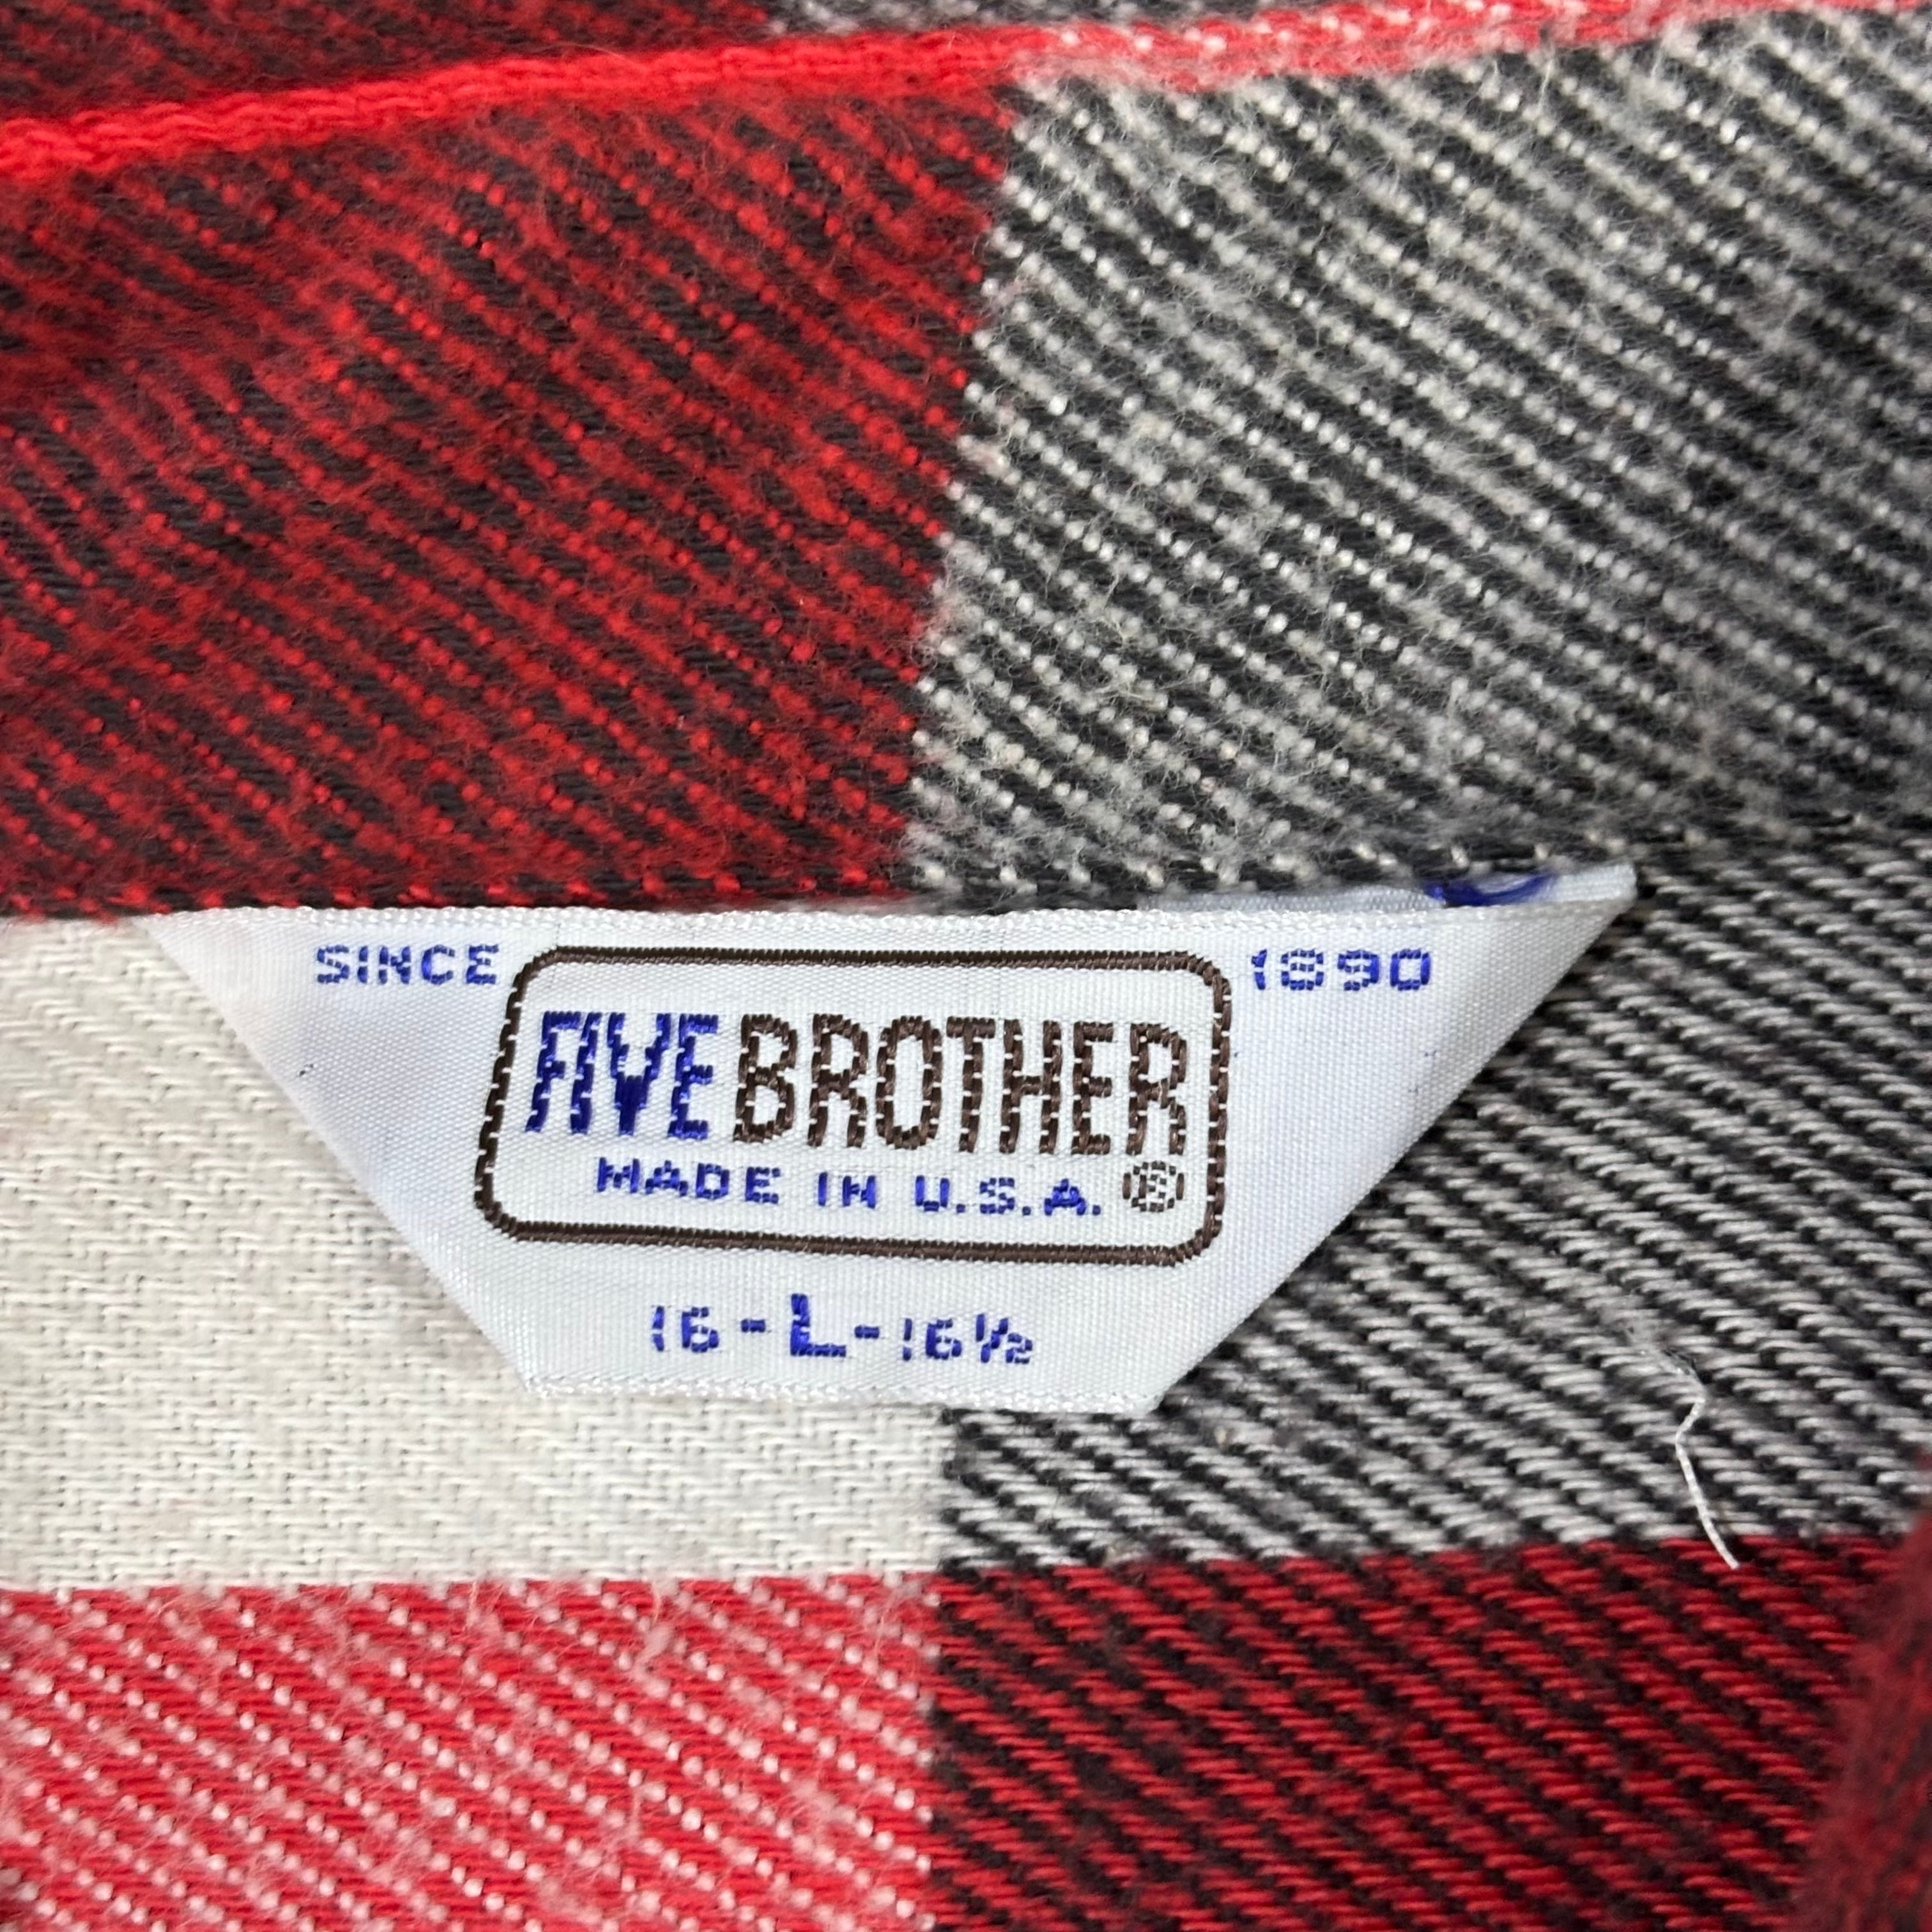 SINCE 1890
FIVE BROTHER
MADE IN U.S.A. ®
16-L-16½